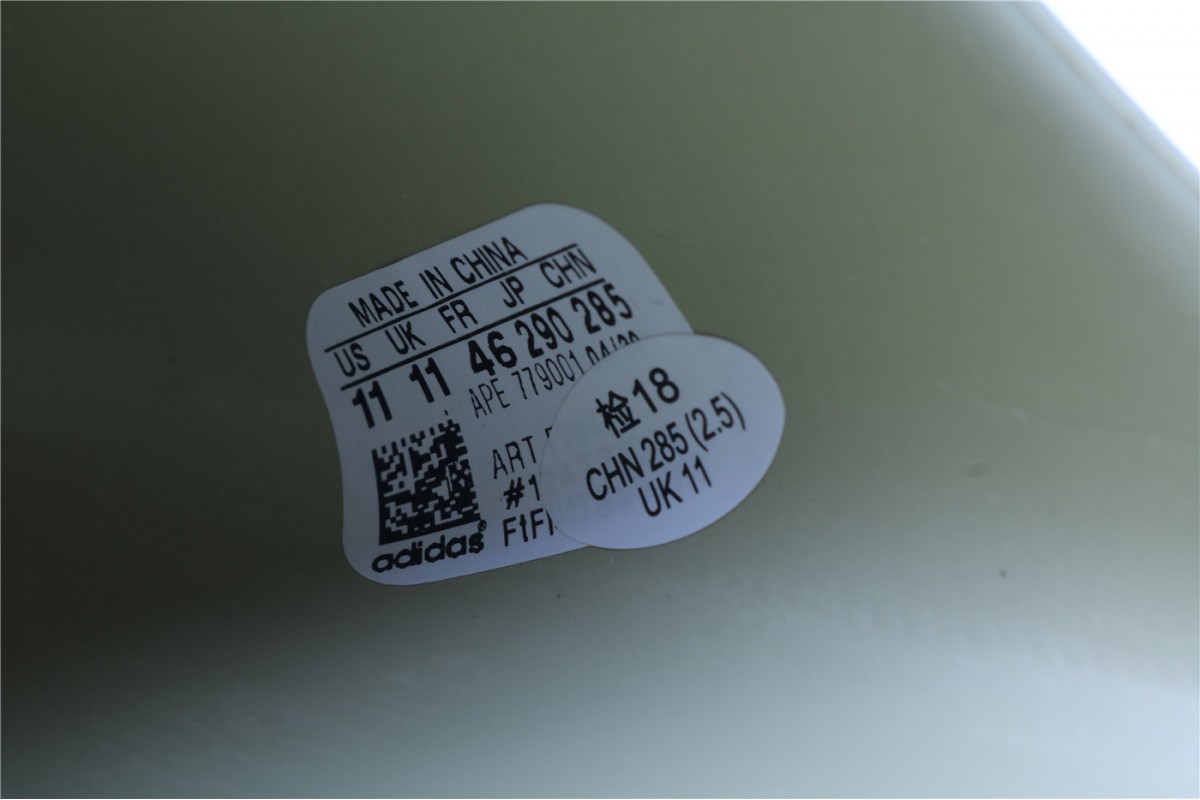 MADE IN CHINA
US UK FR JP CHN
11 11 46 290 285
APE 779001
ART
#1
adidas®
检18
CHN 285 (2.5)
UK 11